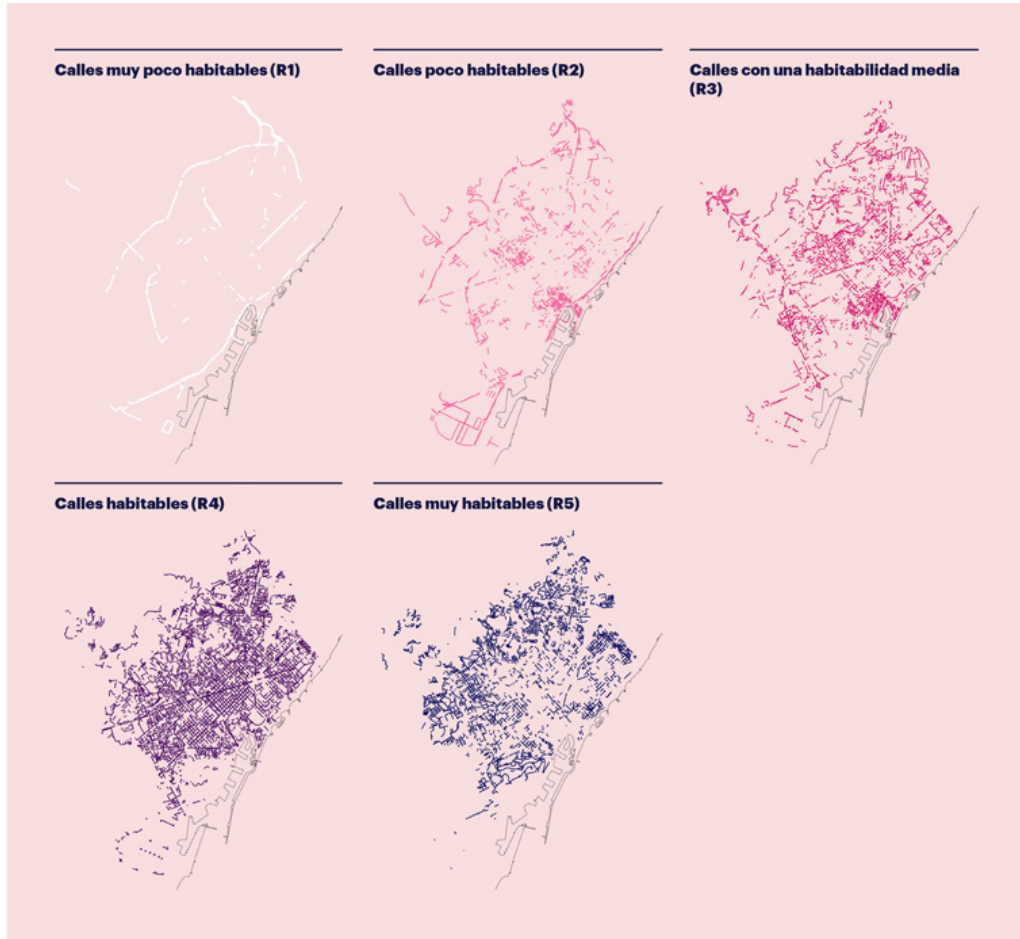 Calles muy poco habitables (R1)
Calles poco habitables (R2)
Calles con una habitabilidad media
(R3)
Calles habitables (R4)
Calles muy habitables (R5)